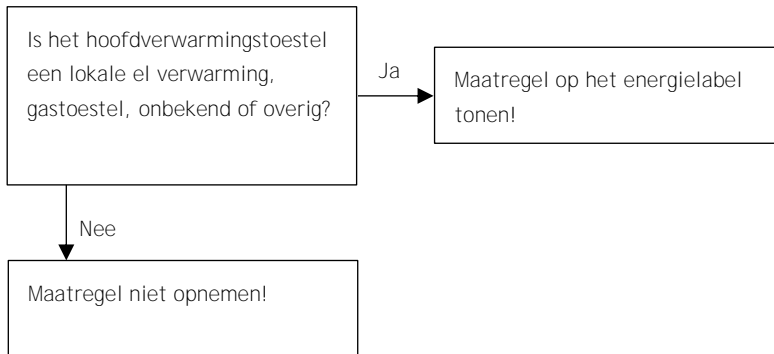 Is het hoofdverwarmingstoestel
een lokale el verwarming,
gastoestel, onbekend of overig?
Ja
Maatregel op het energielabel
tonen!
Nee
Maatregel niet opnemen!